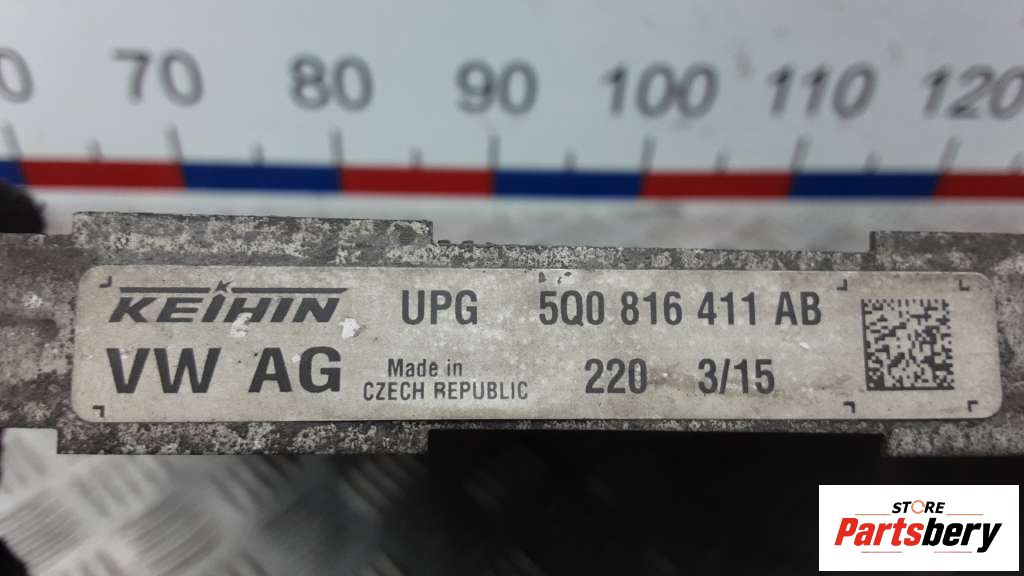 70 80 90 100 110 120
KEIHIN UPG 5Q0 816 411 AB
VW AG Made in CZECH REPUBLIC 220 3/15
STORE
Partsbery